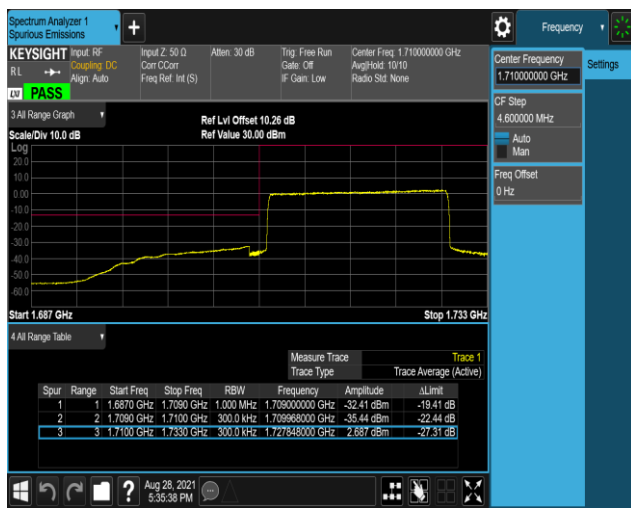 Spectrum Analyzer 1
Spurious Emissions
Frequency
KEYSIGHT
Input: RF
Coupling: DC
Align: Auto
Input Z: 50 Ω
Corr CCorr
Freq Ref: Int (S)
Atten: 30 dB
Trig: Free Run
Gate: Off
IF Gain: Low
Center Freq: 1.710000000 GHz
Avg|Hold: 10/10
Radio Std: None
RL
LXI PASS
Center Frequency
1.710000000 GHz
Settings
CF Step
4.600000 MHz
Auto
Man
Freq Offset
0 Hz
3 All Range Graph
Scale/Div 10.0 dB
Ref Lvl Offset 10.26 dB
Ref Value 30.00 dBm
Log
20.0
10.0
0.00
-10.0
-20.0
-30.0
-40.0
-50.0
-60.0
Start 1.687 GHz
Stop 1.733 GHz
4 All Range Table
Measure Trace Trace 1
Trace Type Trace Average (Active)
Spur Range Start Freq Stop Freq RBW Frequency Amplitude ΔLimit
1 1 1.6870 GHz 1.7090 GHz 1.000 MHz 1.709000000 GHz -32.41 dBm -19.41 dB
2 2 1.7090 GHz 1.7100 GHz 300.0 kHz 1.709968000 GHz -35.44 dBm -22.44 dB
3 3 1.7100 GHz 1.7330 GHz 300.0 kHz 1.727848000 GHz 2.687 dBm -27.31 dB
Aug 28, 2021
5:35:38 PM